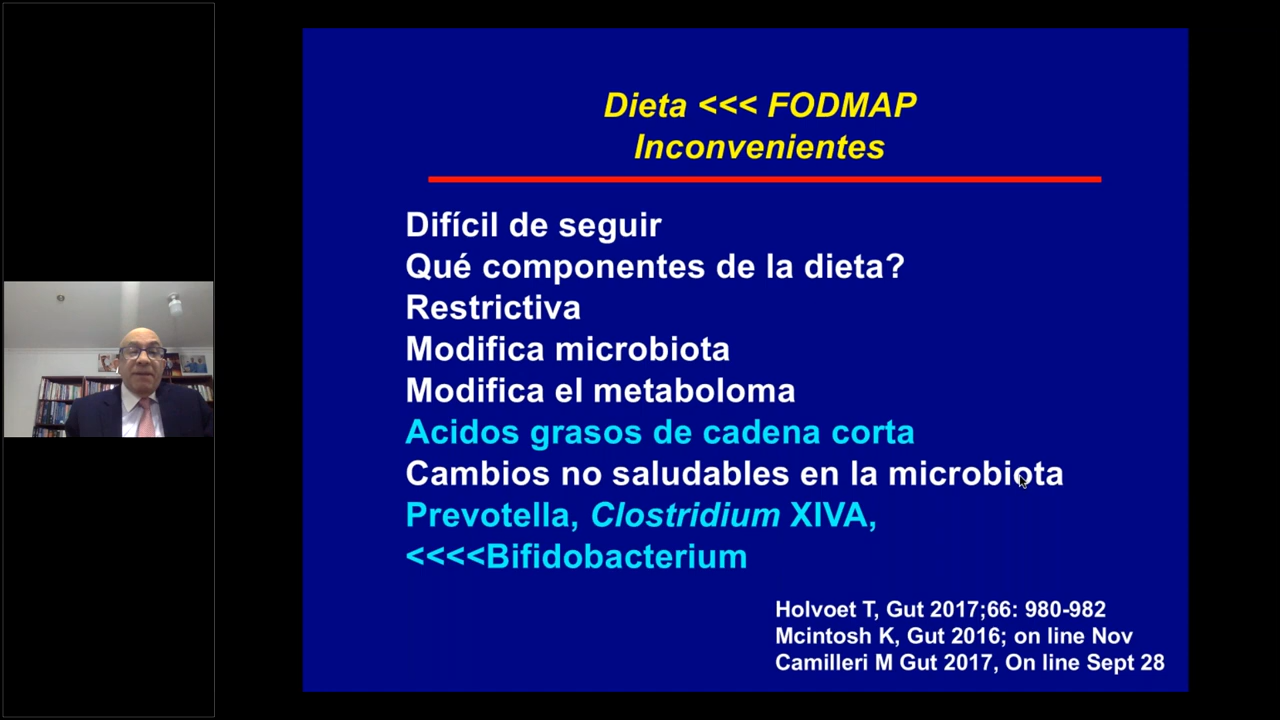 Dieta <<< FODMAP
Inconvenientes
Difícil de seguir
Qué componentes de la dieta?
Restrictiva
Modifica microbiota
Modifica el metaboloma
Acidos grasos de cadena corta
Cambios no saludables en la microbiota
Prevotella, Clostridium XIVA,
<<<<Bifidobacterium
Holvoet T, Gut 2017;66: 980-982
Mcintosh K, Gut 2016; on line Nov
Camilleri M Gut 2017, On line Sept 28